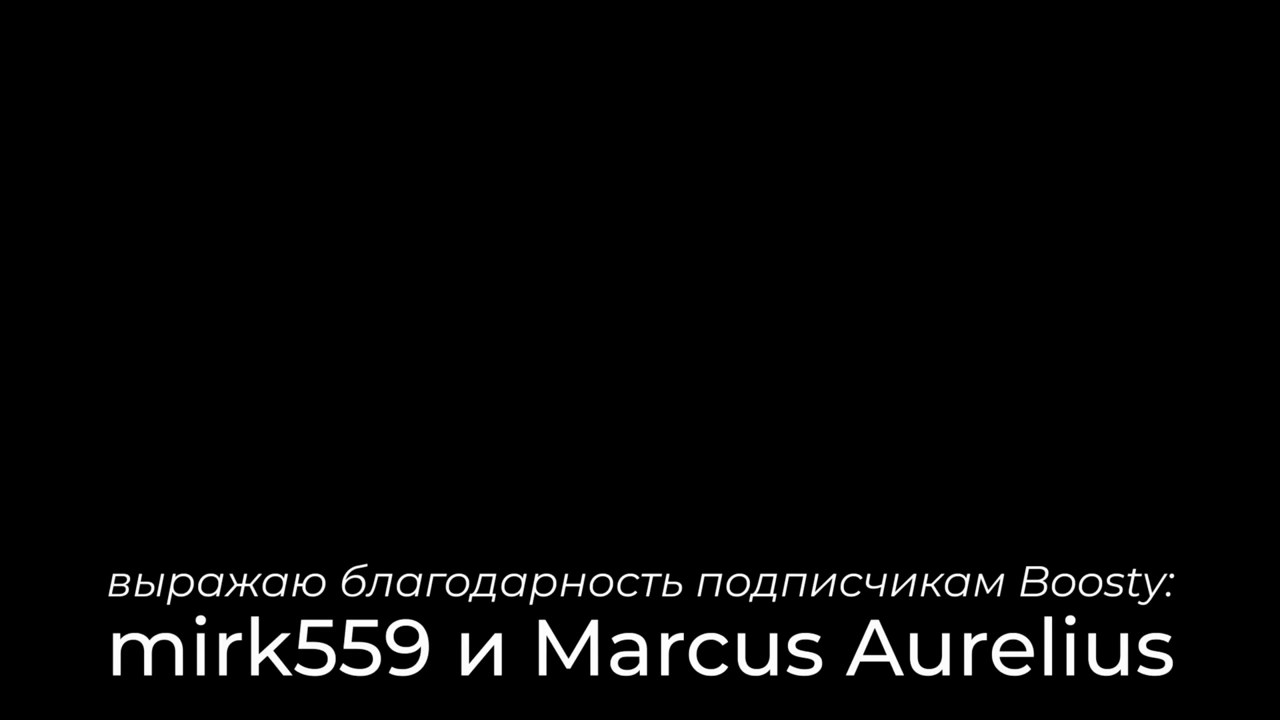 выражаю благодарность подписчикам Boosty:
mirk559 и Marcus Aurelius